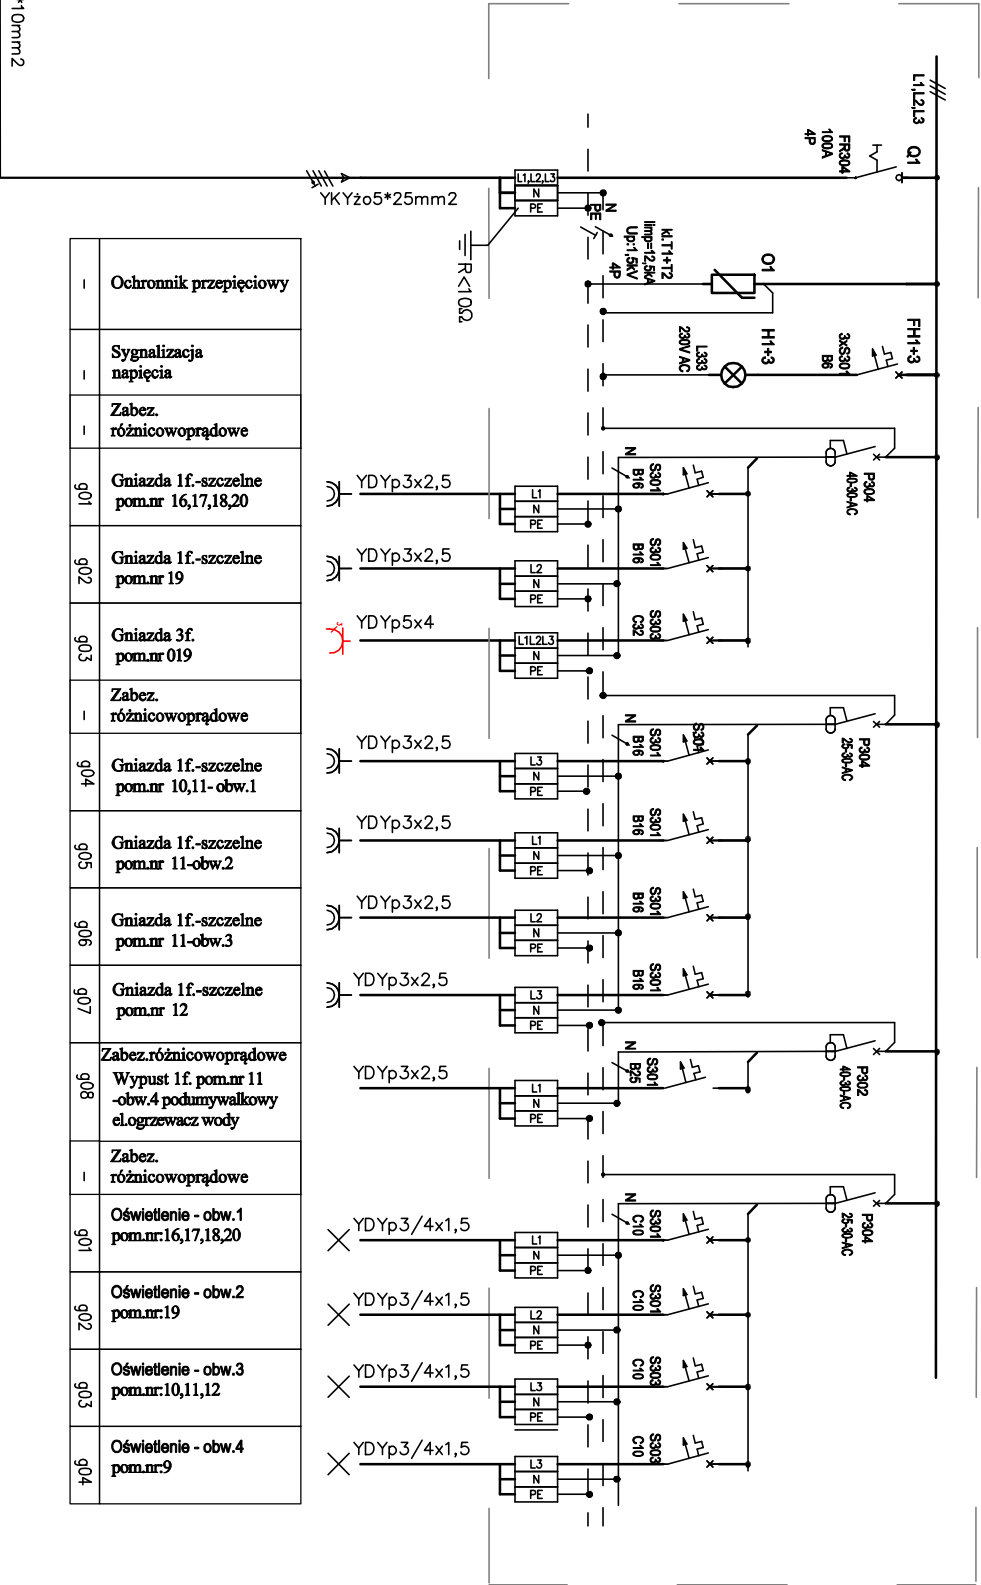 *10mm2
L1,L2,L3
Q1
FR304
100A
4P
YKYżo5*25mm2
L1,L2,L3
N
PE
N
PE
R<10Ω
kl.T1+T2
Iimp=12,5kA
Up:1,5kV
4P
O1
FH1÷3
3xS301
B6
H1÷3
L333
230V AC
P304
40-30-AC
N
S301
B16
YDYp3x2,5
L1
N
PE
S301
B16
YDYp3x2,5
L2
N
PE
S303
C32
YDYp5x4
L1L2L3
N
PE
P304
25-30-AC
N
S301
S301
B16
YDYp3x2,5
L3
N
PE
S301
B16
YDYp3x2,5
L1
N
PE
S301
B16
YDYp3x2,5
L2
N
PE
S301
B16
YDYp3x2,5
L3
N
PE
P302
40-30-AC
N
S301
B25
YDYp3x2,5
L1
N
PE
P304
25-30-AC
N
S301
C10
YDYp3/4x1,5
L1
N
PE
S301
C10
YDYp3/4x1,5
L2
N
PE
S303
C10
YDYp3/4x1,5
L3
N
PE
S303
C10
YDYp3/4x1,5
L3
N
PE
– Ochronnik przepięciowy
– Sygnalizacja
napięcia
– Zabez.
różnicowoprądowe
g01 Gniazda 1f.-szczelne
pom.nr 16,17,18,20
g02 Gniazda 1f.-szczelne
pom.nr 19
g03 Gniazda 3f.
pom.nr 019
– Zabez.
różnicowoprądowe
g04 Gniazda 1f.-szczelne
pom.nr 10,11- obw.1
g05 Gniazda 1f.-szczelne
pom.nr 11-obw.2
g06 Gniazda 1f.-szczelne
pom.nr 11-obw.3
g07 Gniazda 1f.-szczelne
pom.nr 12
Zabez.różnicowoprądowe
g08 Wypust 1f. pom.nr 11
-obw.4 podumywalkowy
el.ogrzewacz wody
– Zabez.
różnicowoprądowe
g01 Oświetlenie - obw.1
pom.nr:16,17,18,20
g02 Oświetlenie - obw.2
pom.nr:19
g03 Oświetlenie - obw.3
pom.nr:10,11,12
g04 Oświetlenie - obw.4
pom.nr:9